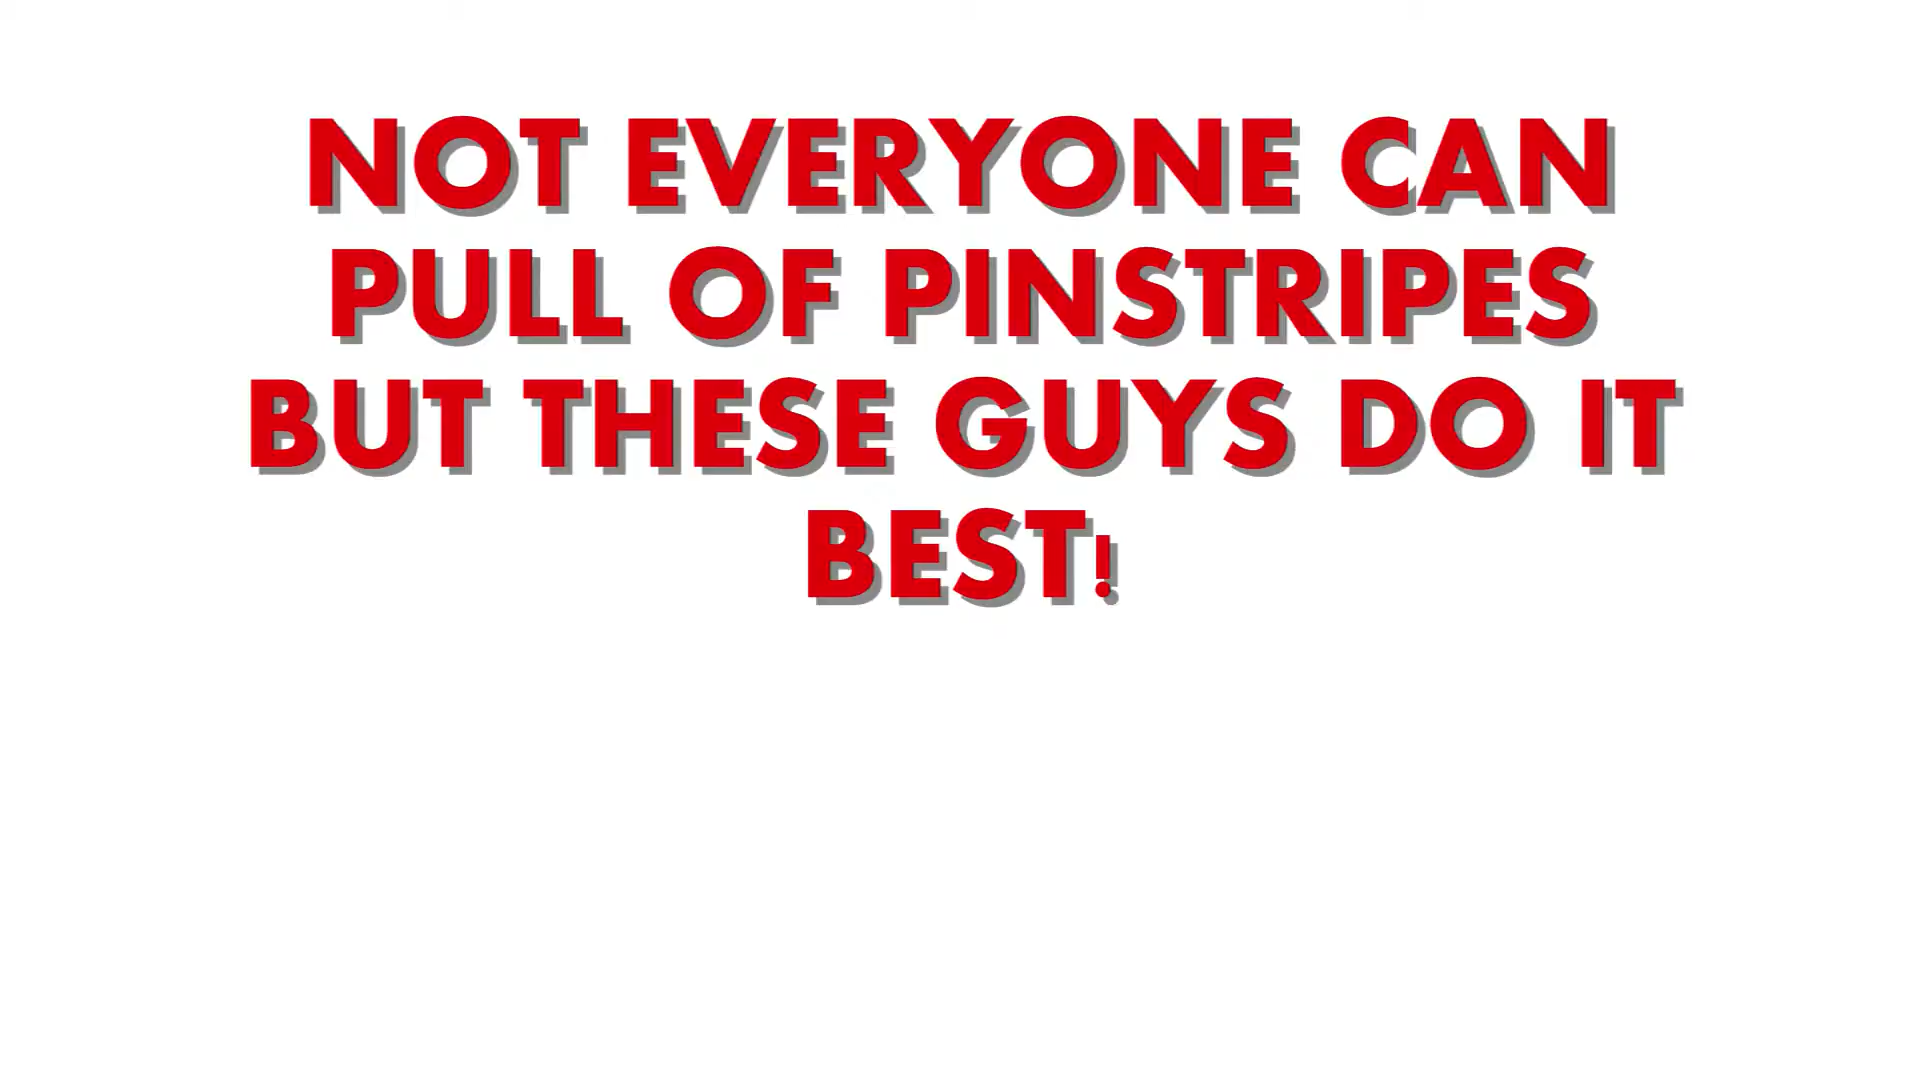 NOT EVERYONE CAN
PULL OF PINSTRIPES
BUT THESE GUYS DO IT
BEST!